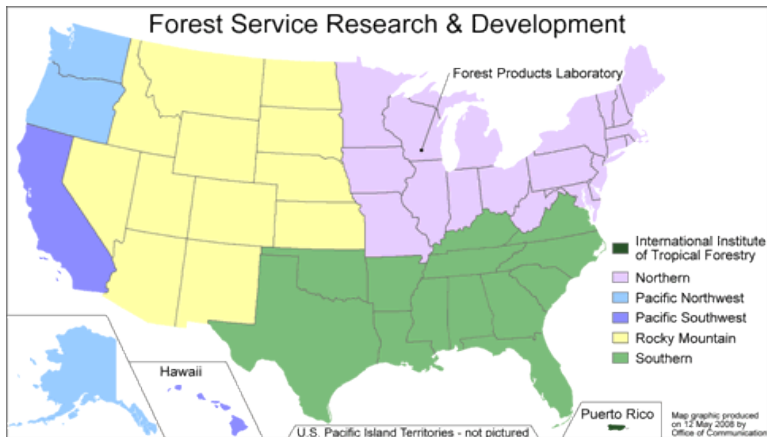 Forest Service Research & Development
Forest Products Laboratory
International Institute
of Tropical Forestry
Northern
Pacific Northwest
Pacific Southwest
Rocky Mountain
Southern
Hawaii
Puerto Rico
Map graphic produced
on 12 May 2008 by
Office of Communication
U.S. Pacific Island Territories - not pictured